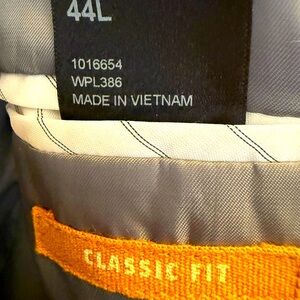 44L
1016654
WPL386
MADE IN VIETNAM
CLASSIC FIT